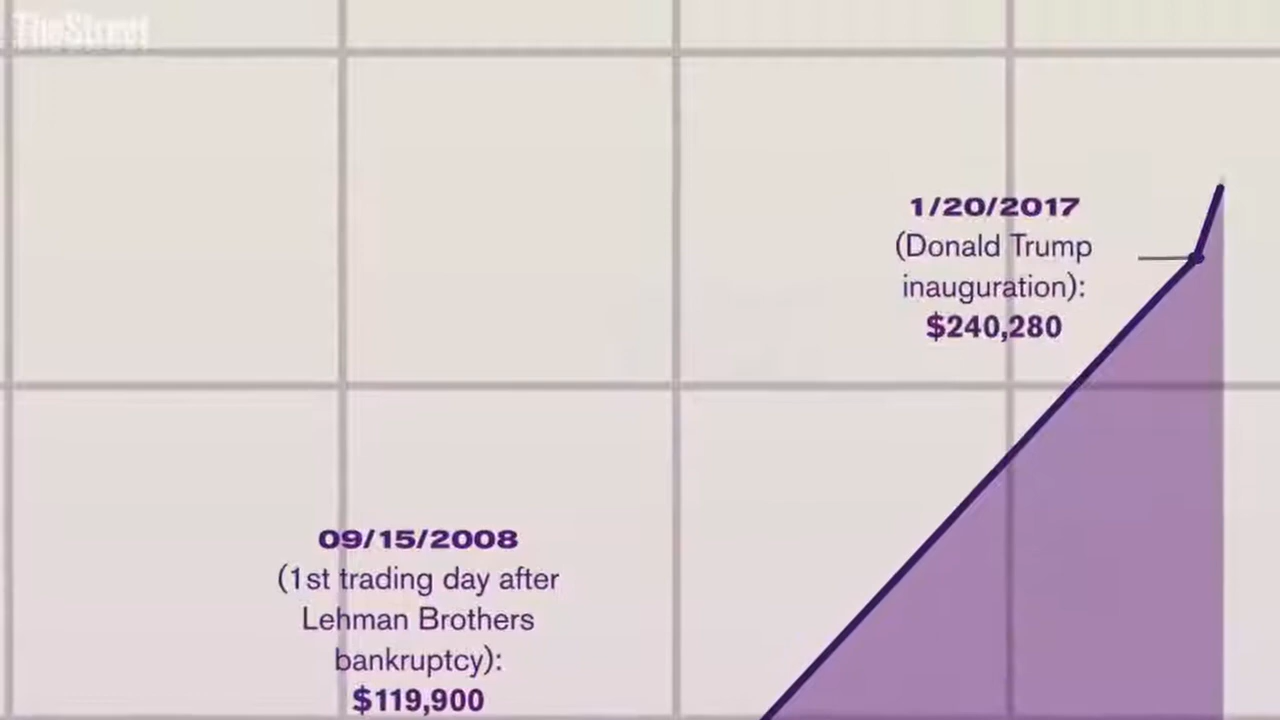 TheStreet
1/20/2017
(Donald Trump
inauguration):
$240,280
09/15/2008
(1st trading day after
Lehman Brothers
bankruptcy):
$119,900